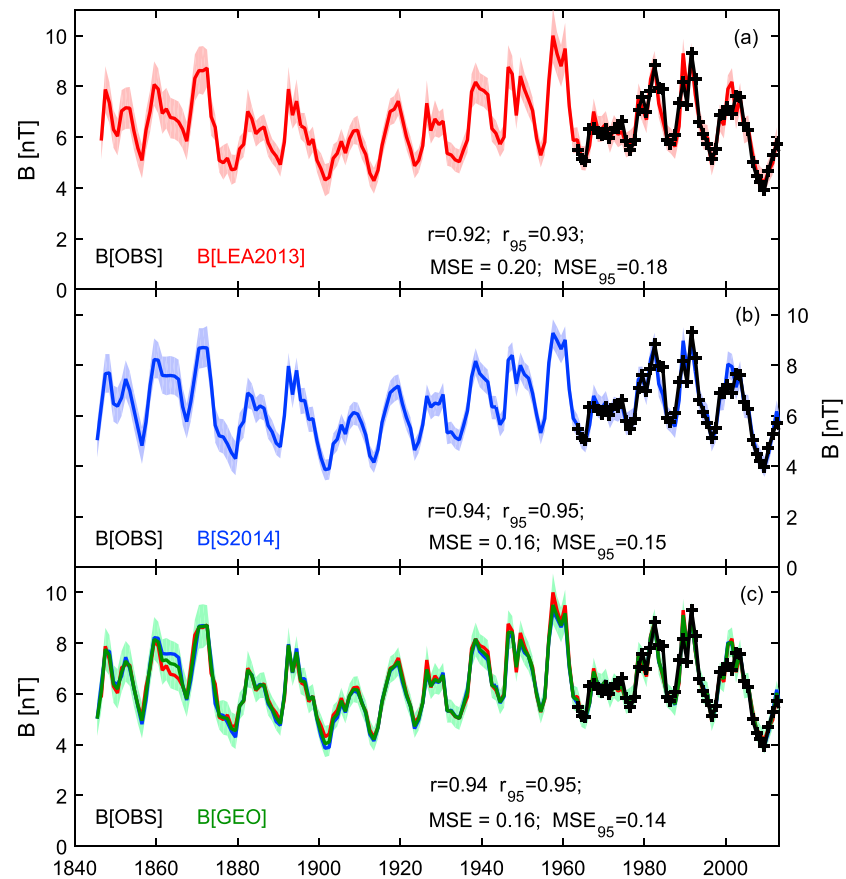 10
8
6
4
2
0
B [nT]
(a)
r=0.92; r95=0.93;
B[OBS] B[LEA2013]
MSE = 0.20; MSE95=0.18
(b)
10
8
6
4
2
0
B [nT]
r=0.94; r95=0.95;
B[OBS] B[S2014]
MSE = 0.16; MSE95=0.15
(c)
10
8
6
4
2
0
B [nT]
r=0.94 r95=0.95;
B[OBS] B[GEO]
MSE = 0.16; MSE95=0.14
1840 1860 1880 1900 1920 1940 1960 1980 2000